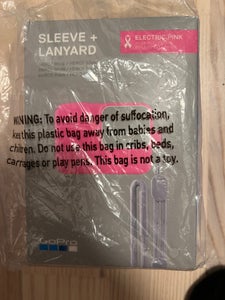 SLEEVE +
LANYARD
ELECTRIC PINK
WARNING: To avoid danger of suffocation,
keep this plastic bag away from babies and
children. Do not use this bag in cribs, beds,
carriages or play pens. This bag is not a toy.
GoPro